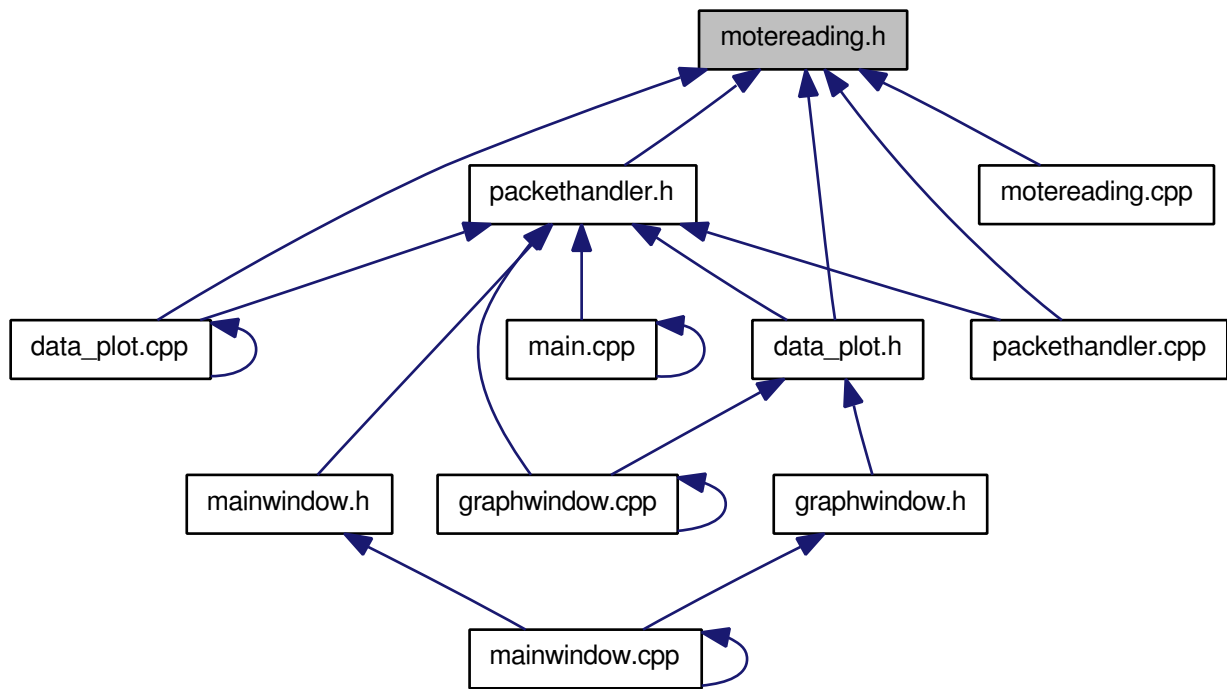 motereading.h
packethandler.h
motereading.cpp
data_plot.cpp
main.cpp
data_plot.h
packethandler.cpp
mainwindow.h
graphwindow.cpp
graphwindow.h
mainwindow.cpp